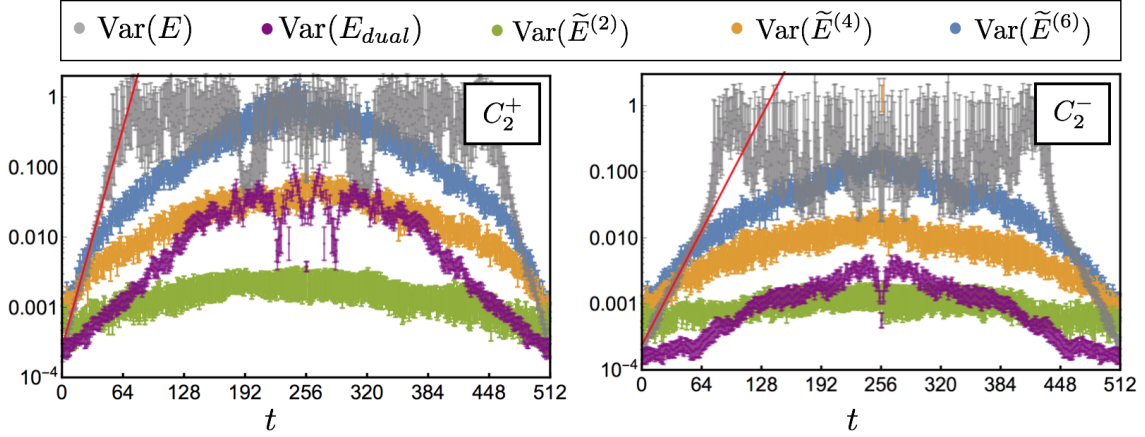 Var(E) Var(E_dual) Var(Ẽ^(2)) Var(Ẽ^(4)) Var(Ẽ^(6))
C_2^+
1
0.100
0.010
0.001
10^-4
0 64 128 192 256 320 384 448 512
t
C_2^-
1
0.100
0.010
0.001
10^-4
0 64 128 192 256 320 384 448 512
t